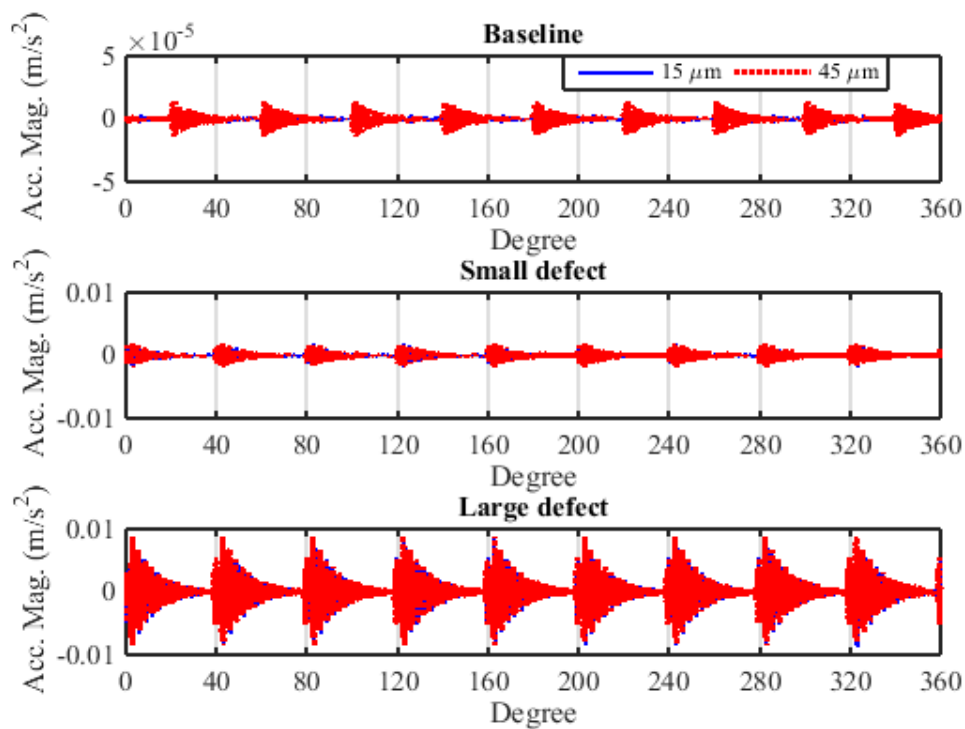 ×10⁻⁵
Baseline
Acc. Mag. (m/s²)
5
0
-5
15 μm 45 μm
0 40 80 120 160 200 240 280 320 360
Degree
Small defect
Acc. Mag. (m/s²)
0.01
0
-0.01
0 40 80 120 160 200 240 280 320 360
Degree
Large defect
Acc. Mag. (m/s²)
0.01
0
-0.01
0 40 80 120 160 200 240 280 320 360
Degree